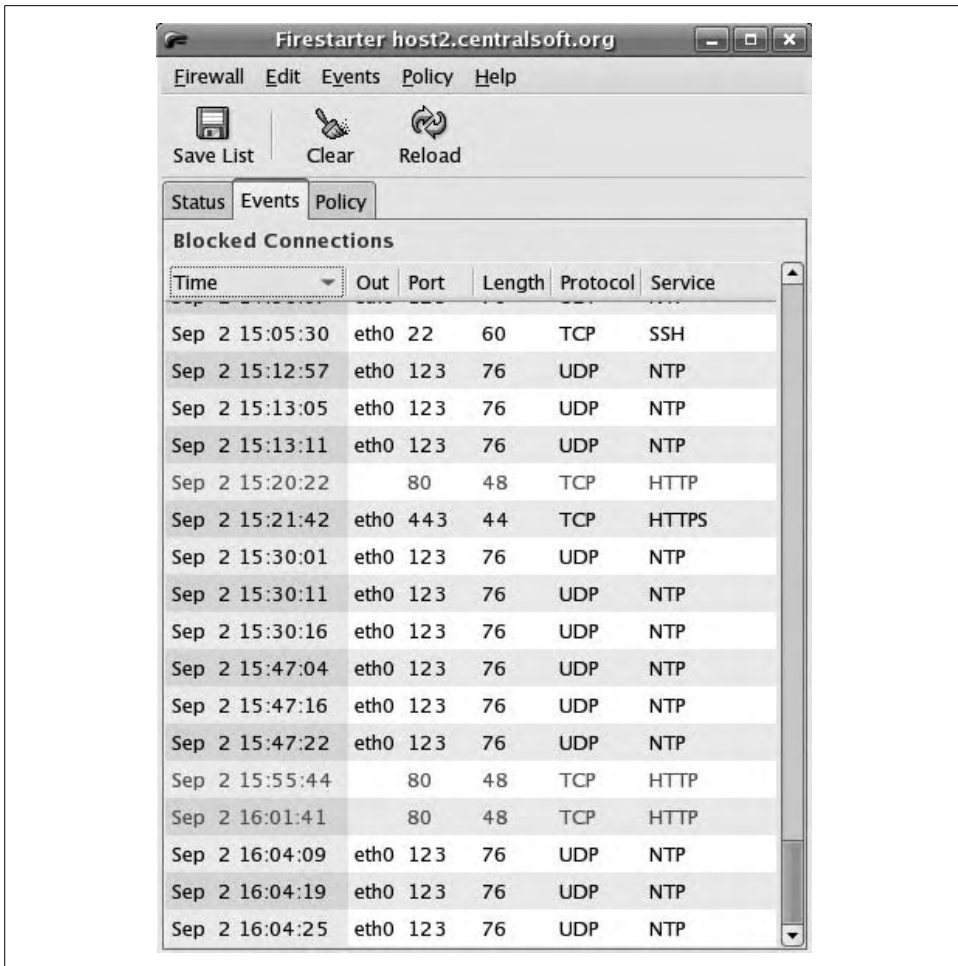 Firestarter host2.centralsoft.org
Firewall Edit Events Policy Help
Save List Clear Reload
Status Events Policy
Blocked Connections
Time Out Port Length Protocol Service
Sep 2 15:05:30 eth0 22 60 TCP SSH
Sep 2 15:12:57 eth0 123 76 UDP NTP
Sep 2 15:13:05 eth0 123 76 UDP NTP
Sep 2 15:13:11 eth0 123 76 UDP NTP
Sep 2 15:20:22 80 48 TCP HTTP
Sep 2 15:21:42 eth0 443 44 TCP HTTPS
Sep 2 15:30:01 eth0 123 76 UDP NTP
Sep 2 15:30:11 eth0 123 76 UDP NTP
Sep 2 15:30:16 eth0 123 76 UDP NTP
Sep 2 15:47:04 eth0 123 76 UDP NTP
Sep 2 15:47:16 eth0 123 76 UDP NTP
Sep 2 15:47:22 eth0 123 76 UDP NTP
Sep 2 15:55:44 80 48 TCP HTTP
Sep 2 16:01:41 80 48 TCP HTTP
Sep 2 16:04:09 eth0 123 76 UDP NTP
Sep 2 16:04:19 eth0 123 76 UDP NTP
Sep 2 16:04:25 eth0 123 76 UDP NTP